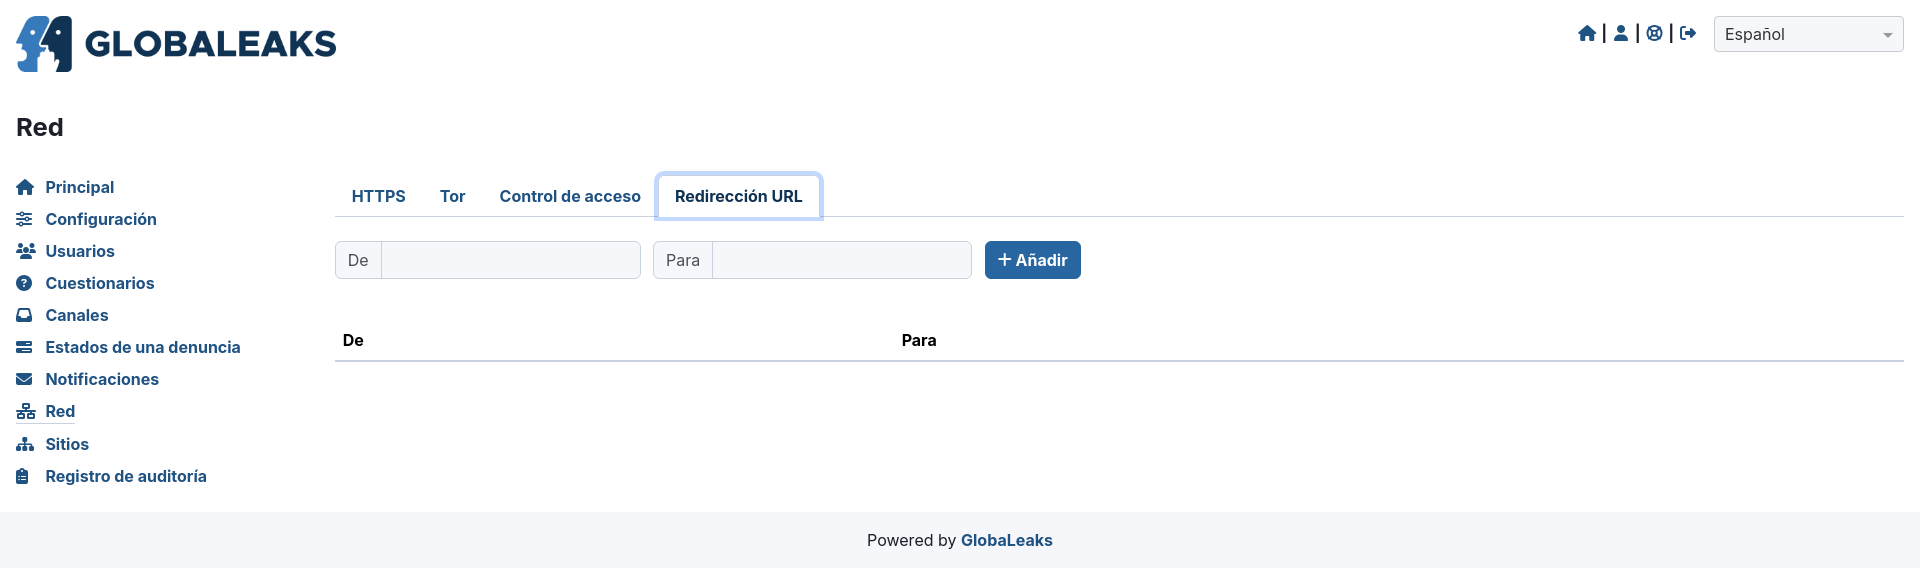 GLOBALEAKS
Español
Red
Principal
Configuración
Usuarios
Cuestionarios
Canales
Estados de una denuncia
Notificaciones
Red
Sitios
Registro de auditoría
HTTPS Tor Control de acceso Redirección URL
De Para Añadir
De Para
Powered by GlobaLeaks